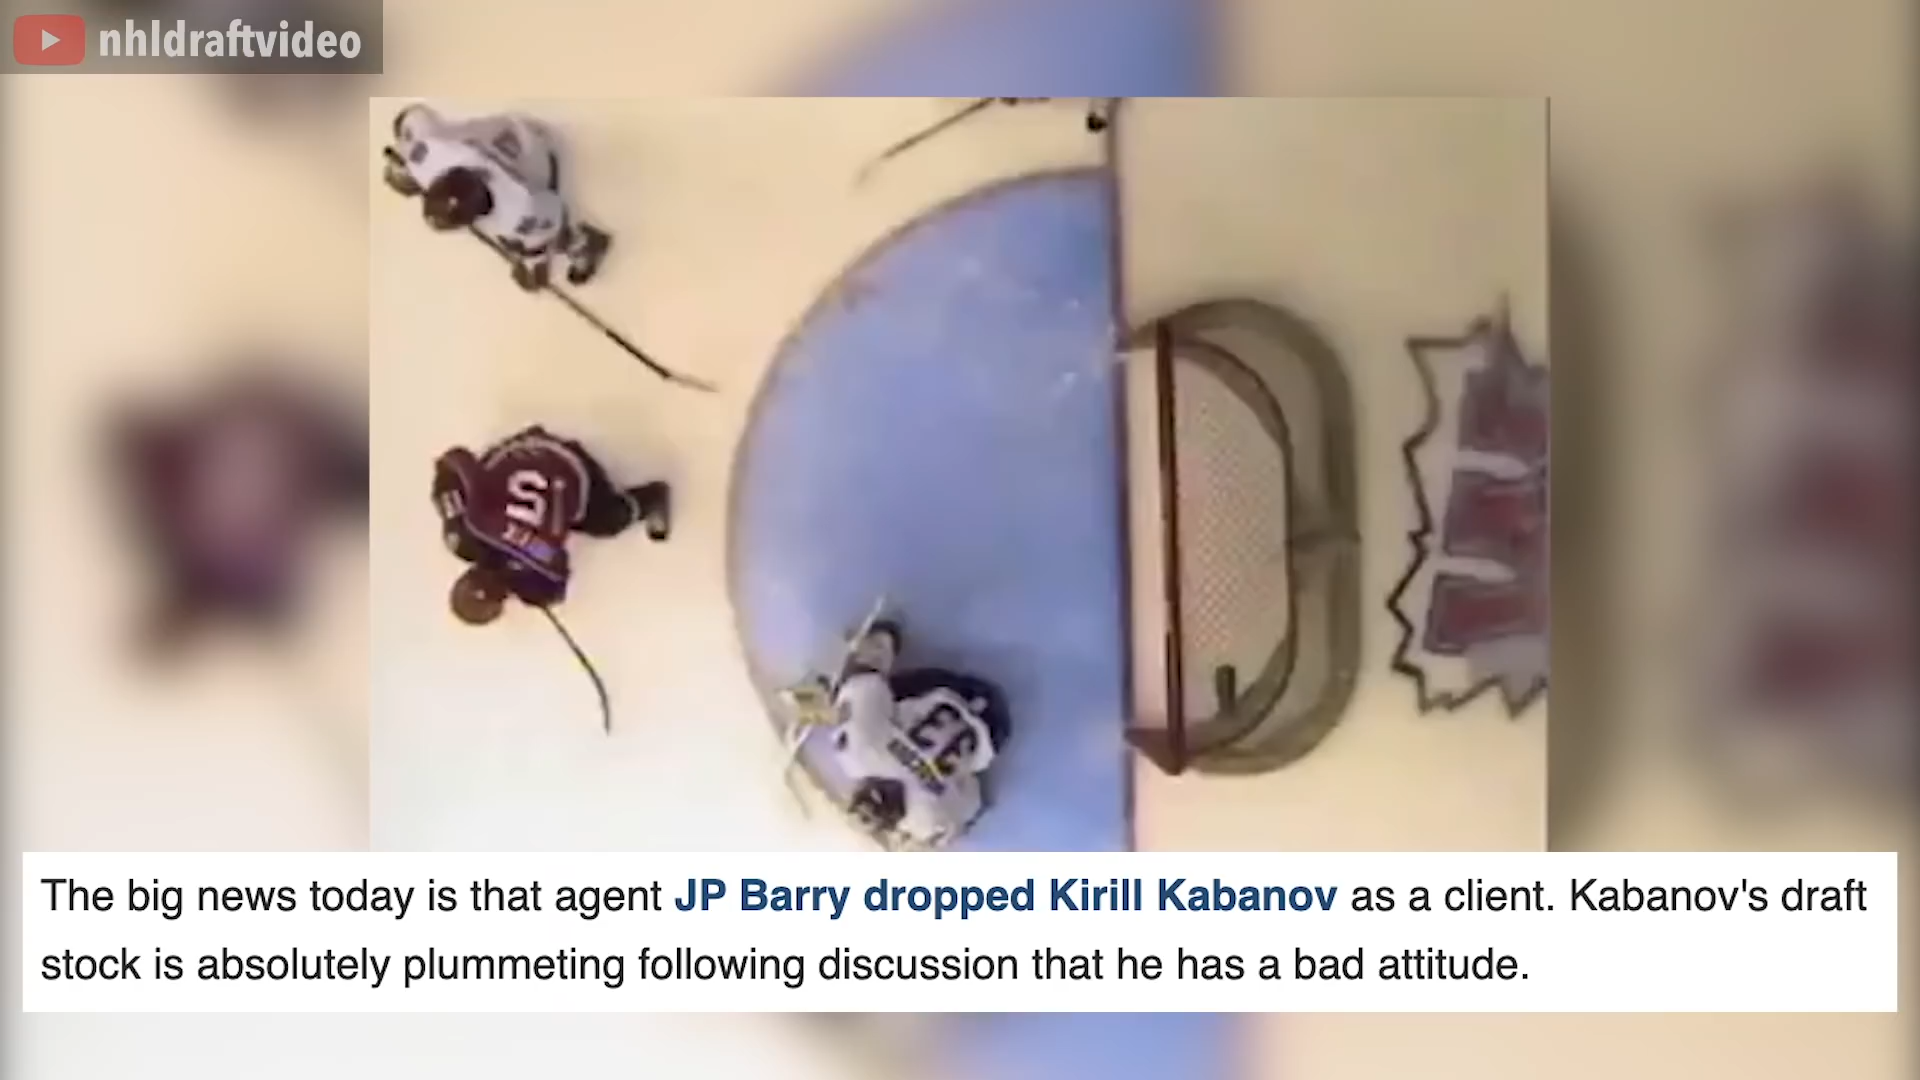 nhldraftvideo
33
The big news today is that agent JP Barry dropped Kirill Kabanov as a client. Kabanov's draft
stock is absolutely plummeting following discussion that he has a bad attitude.